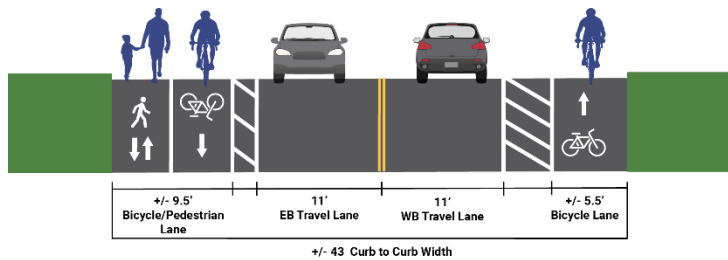 +/- 9.5'
Bicycle/Pedestrian
Lane
11'
EB Travel Lane
11'
WB Travel Lane
+/- 5.5'
Bicycle Lane
+/- 43 Curb to Curb Width